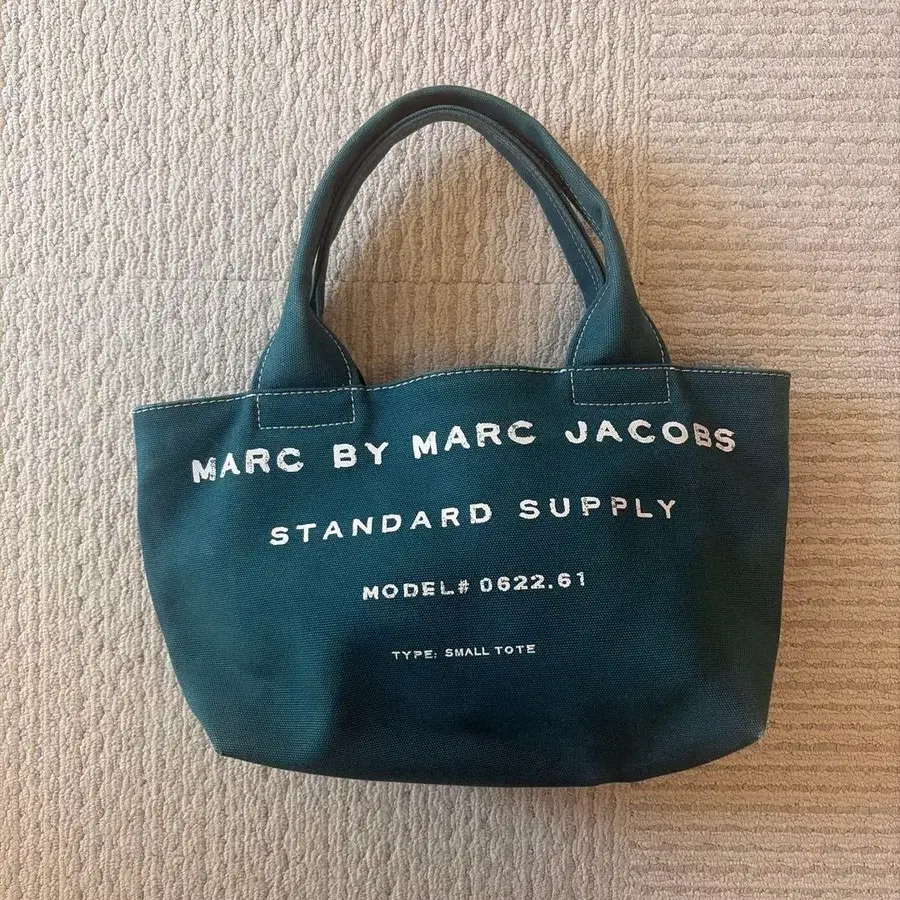 MARC BY MARC JACOBS
STANDARD SUPPLY
MODEL# 0622.61
TYPE: SMALL TOTE